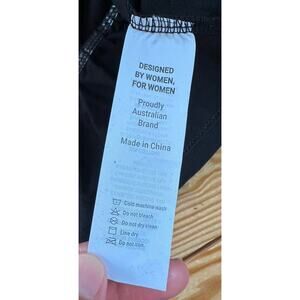 DESIGNED
BY WOMEN,
FOR WOMEN
Proudly
Australian
Brand
Made in China
Cold machine wash
Do not bleach
Do not dry clean
Line dry
Do not iron